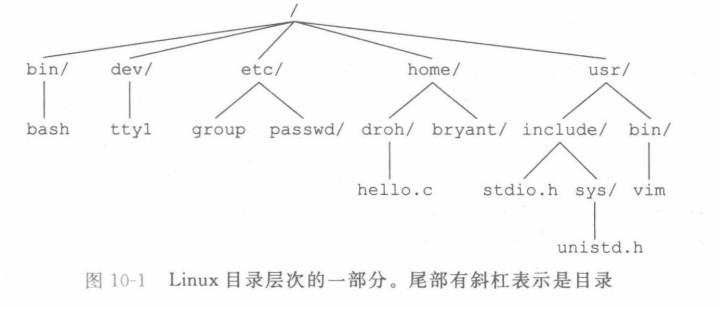 /
bin/ dev/ etc/ home/ usr/
bash tty1 group passwd/ droh/ bryant/ include/ bin/
hello.c stdio.h sys/ vim
unistd.h
图 10-1 Linux 目录层次的一部分。尾部有斜杠表示是目录